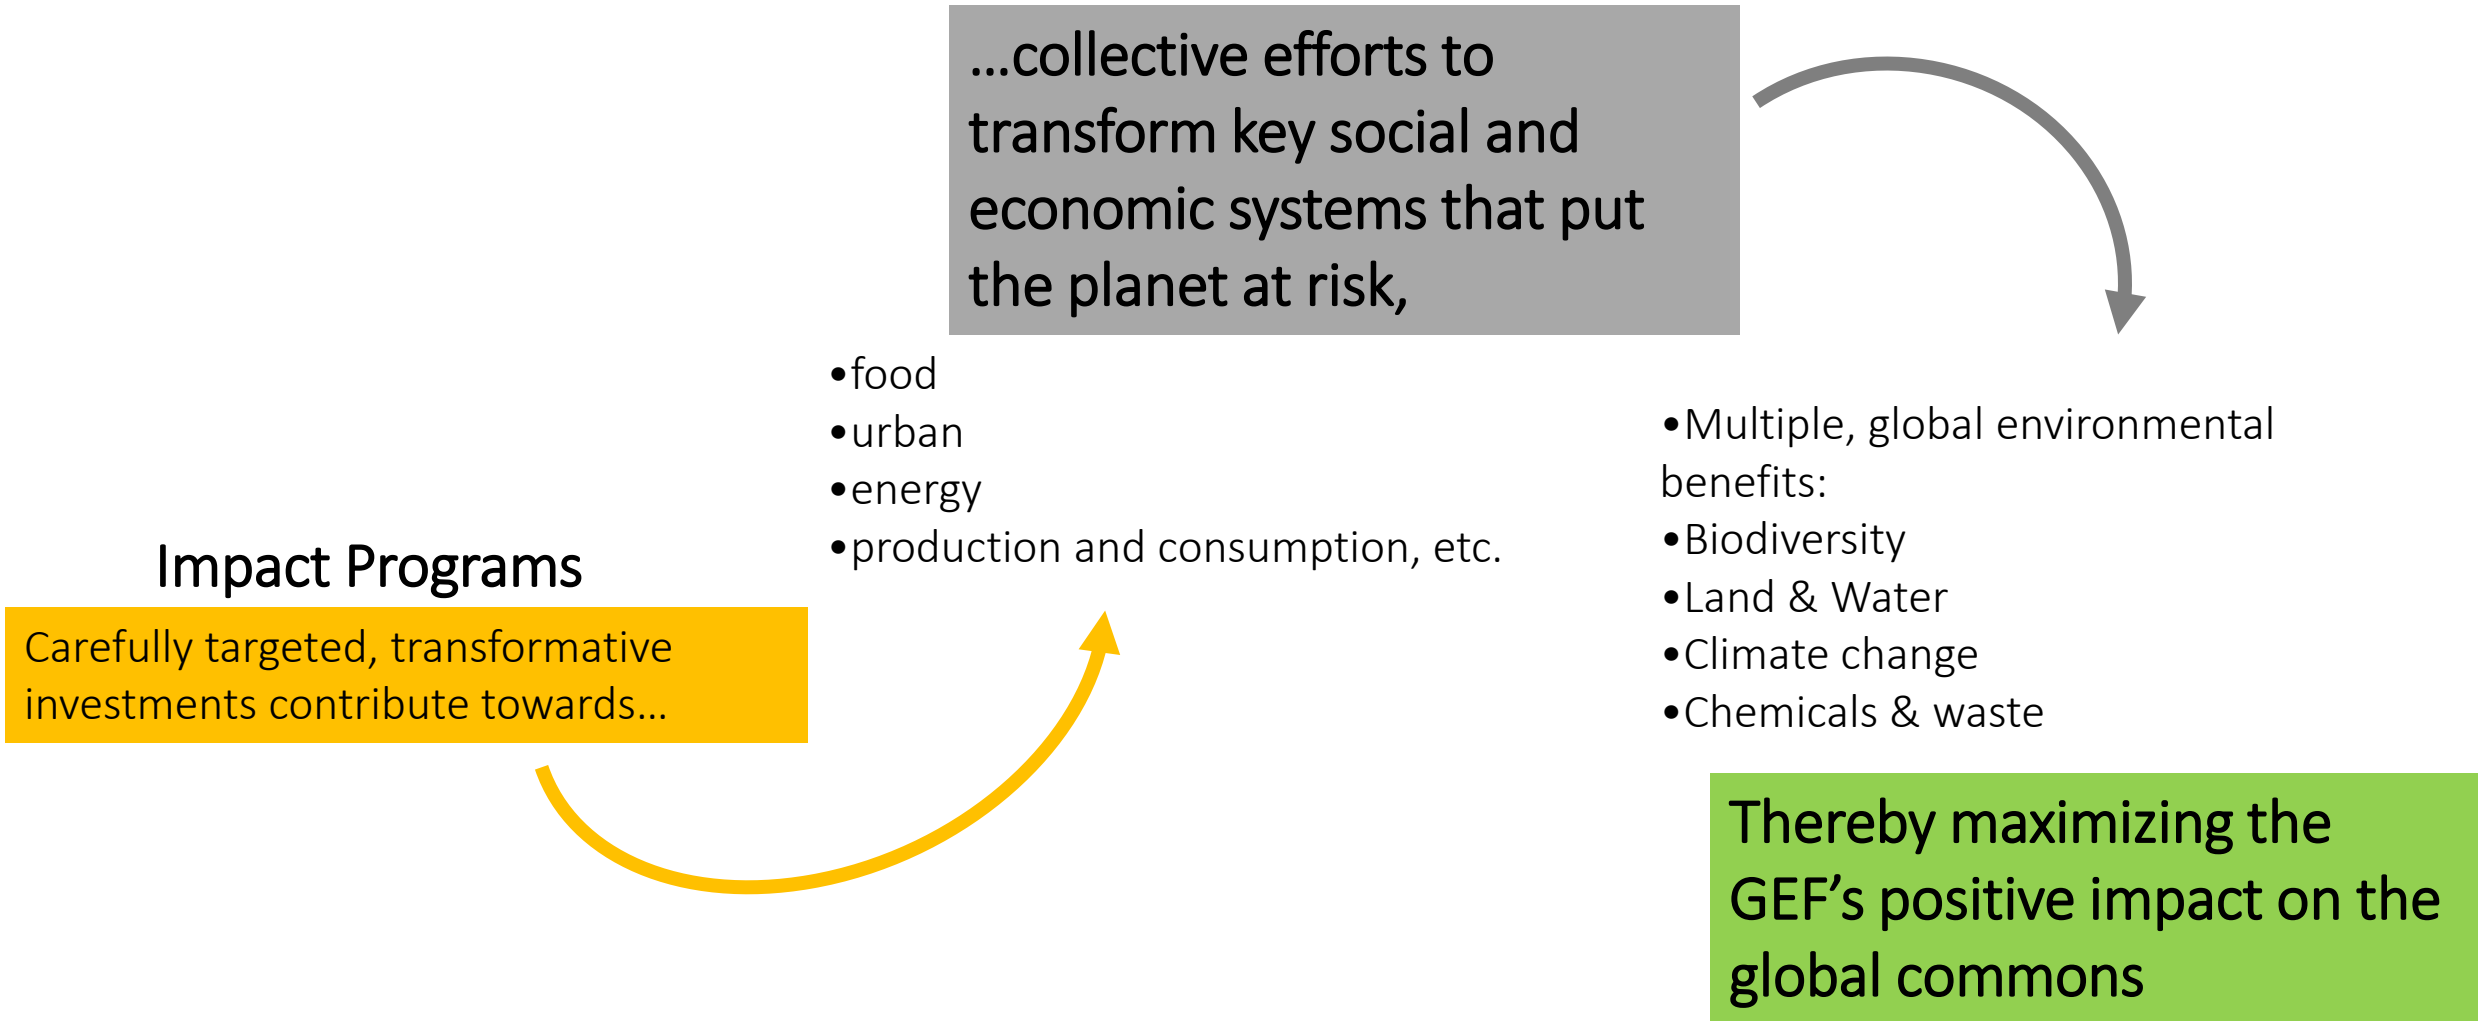 Impact Programs
Carefully targeted, transformative
investments contribute towards…
…collective efforts to
transform key social and
economic systems that put
the planet at risk,
•food
•urban
•energy
•production and consumption, etc.
•Multiple, global environmental
benefits:
•Biodiversity
•Land & Water
•Climate change
•Chemicals & waste
Thereby maximizing the
GEF’s positive impact on the
global commons